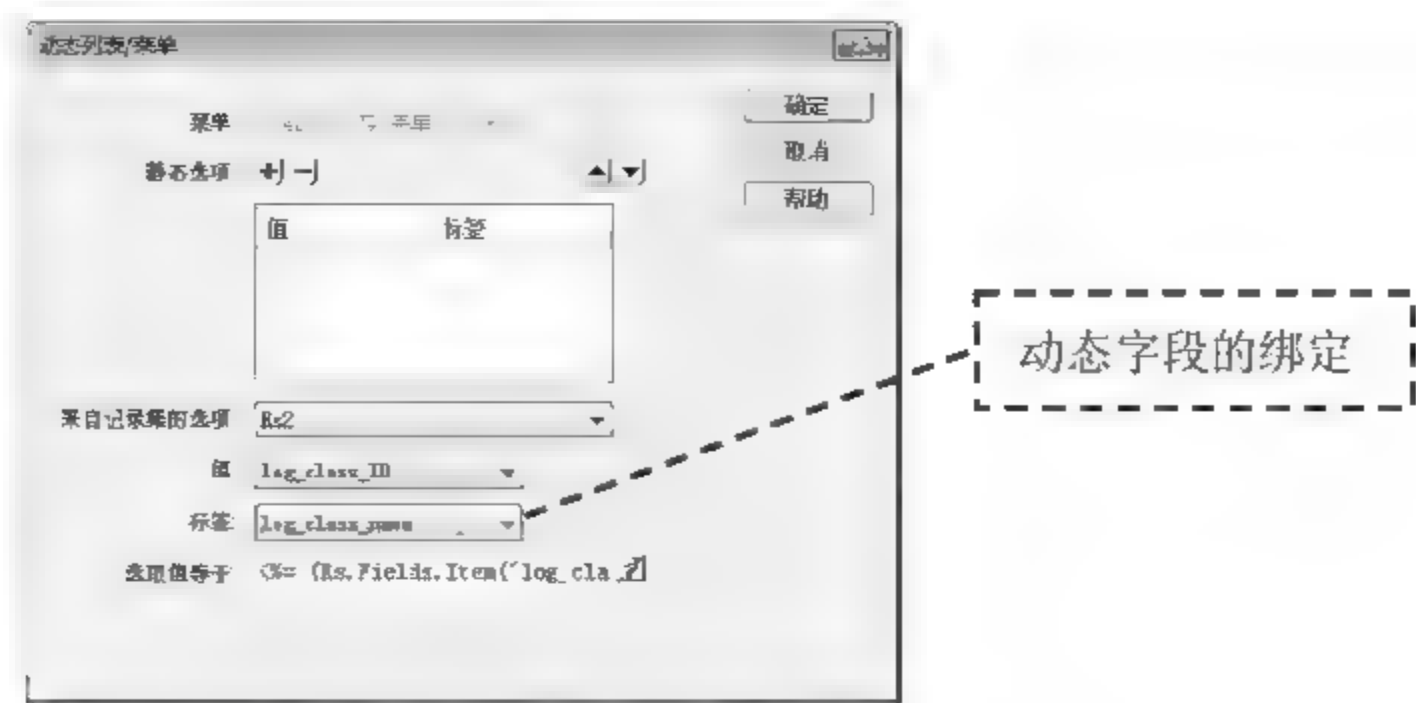 动态列表/菜单
菜单
确定
静态选项
取消
帮助
值 标签
动态字段的绑定
来自记录集的选项 Rs2
值 log_class_ID
标签: log_class_name
选取值等于 <%= (Rs.Fields.Item("log_cla